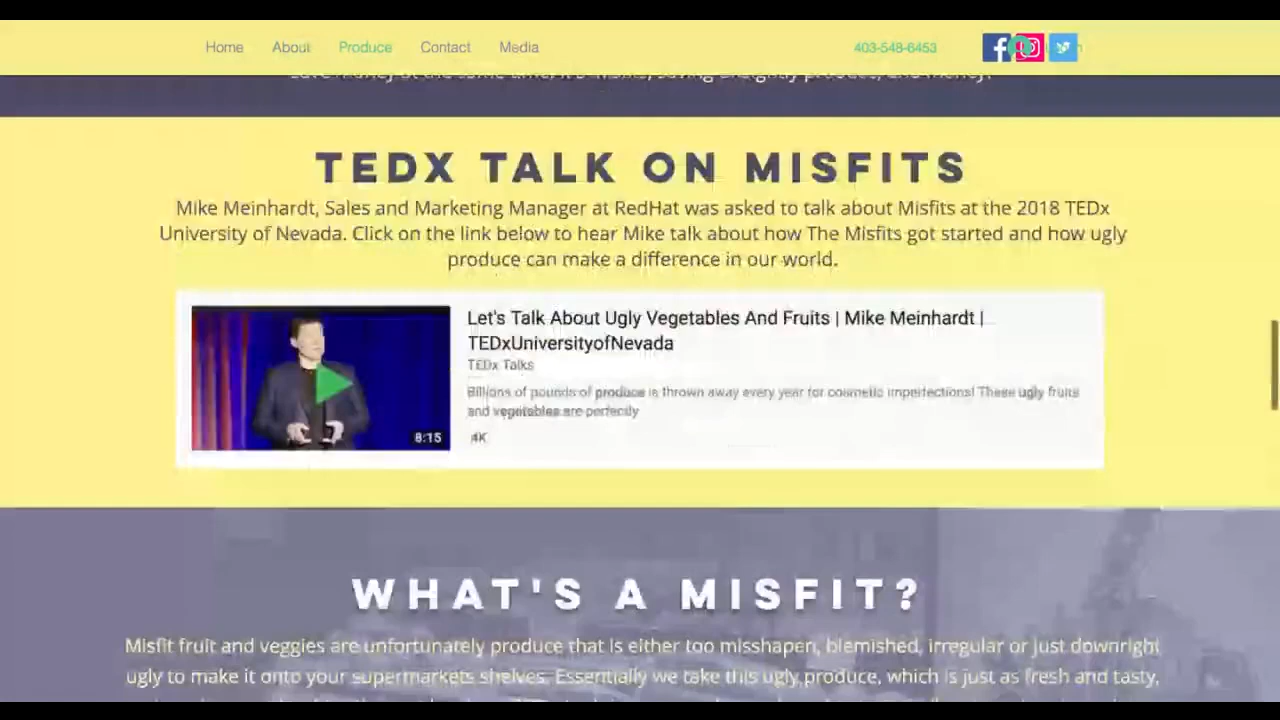 Home About Produce Contact Media 403-548-6453
TEDX TALK ON MISFITS
Mike Meinhardt, Sales and Marketing Manager at RedHat was asked to talk about Misfits at the 2018 TEDx
University of Nevada. Click on the link below to hear Mike talk about how The Misfits got started and how ugly
produce can make a difference in our world.
Let's Talk About Ugly Vegetables And Fruits | Mike Meinhardt |
TEDxUniversityofNevada
TEDx Talks
Billions of pounds of produce is thrown away every year for cosmetic imperfections! These ugly fruits
and vegetables are perfectly
8:15
4K
WHAT'S A MISFIT?
Misfit fruit and veggies are unfortunately produce that is either too misshapen, blemished, irregular or just downright
ugly to make it onto your supermarkets shelves. Essentially we take this ugly produce, which is just as fresh and tasty,